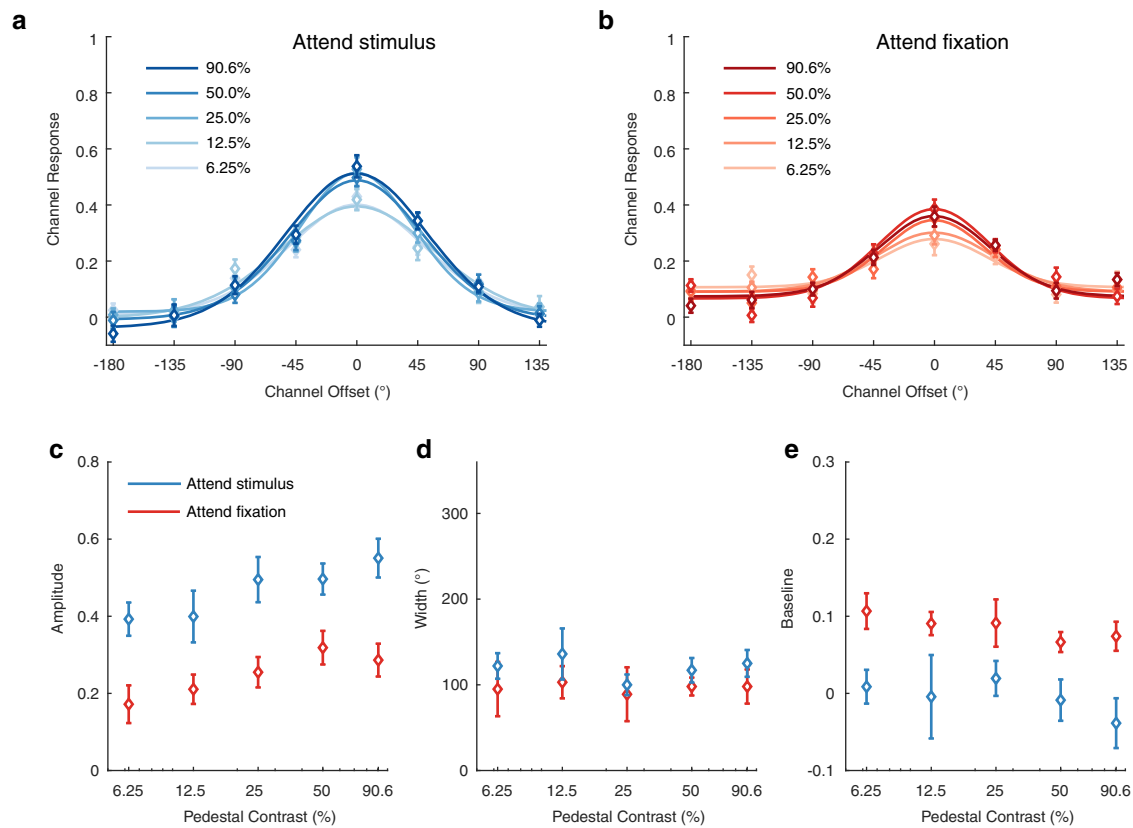 a
Attend stimulus
1
0.8
0.6
0.4
0.2
0
Channel Response
90.6%
50.0%
25.0%
12.5%
6.25%
-180 -135 -90 -45 0 45 90 135
Channel Offset (°)
b
Attend fixation
1
0.8
0.6
0.4
0.2
0
Channel Response
90.6%
50.0%
25.0%
12.5%
6.25%
-180 -135 -90 -45 0 45 90 135
Channel Offset (°)
c
0.8
0.6
0.4
0.2
0
Amplitude
Attend stimulus
Attend fixation
6.25 12.5 25 50 90.6
Pedestal Contrast (%)
d
300
200
100
0
Width (°)
6.25 12.5 25 50 90.6
Pedestal Contrast (%)
e
0.3
0.2
0.1
0
-0.1
Baseline
6.25 12.5 25 50 90.6
Pedestal Contrast (%)